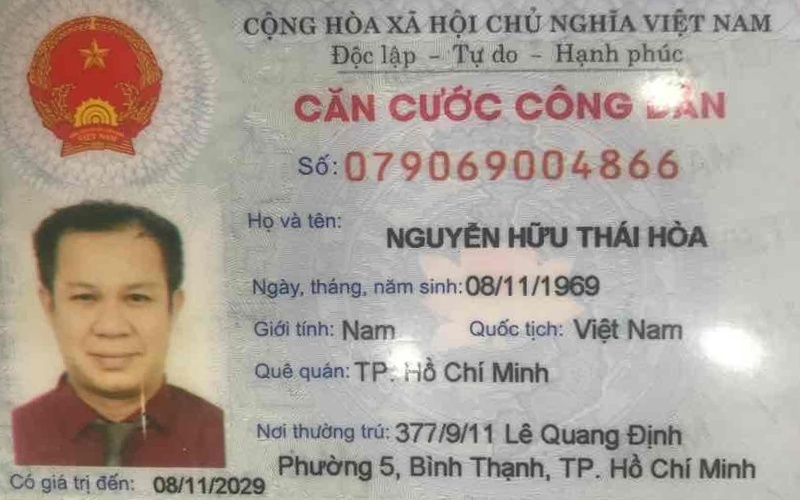 CỘNG HÒA XÃ HỘI CHỦ NGHĨA VIỆT NAM
Độc lập - Tự do - Hạnh phúc
CĂN CƯỚC CÔNG DÂN
Số: 079069004866
Họ và tên:
NGUYỄN HỮU THÁI HÒA
Ngày, tháng, năm sinh: 08/11/1969
Giới tính: Nam Quốc tịch: Việt Nam
Quê quán: TP. Hồ Chí Minh
Nơi thường trú: 377/9/11 Lê Quang Định
Phường 5, Bình Thạnh, TP. Hồ Chí Minh
Có giá trị đến: 08/11/2029